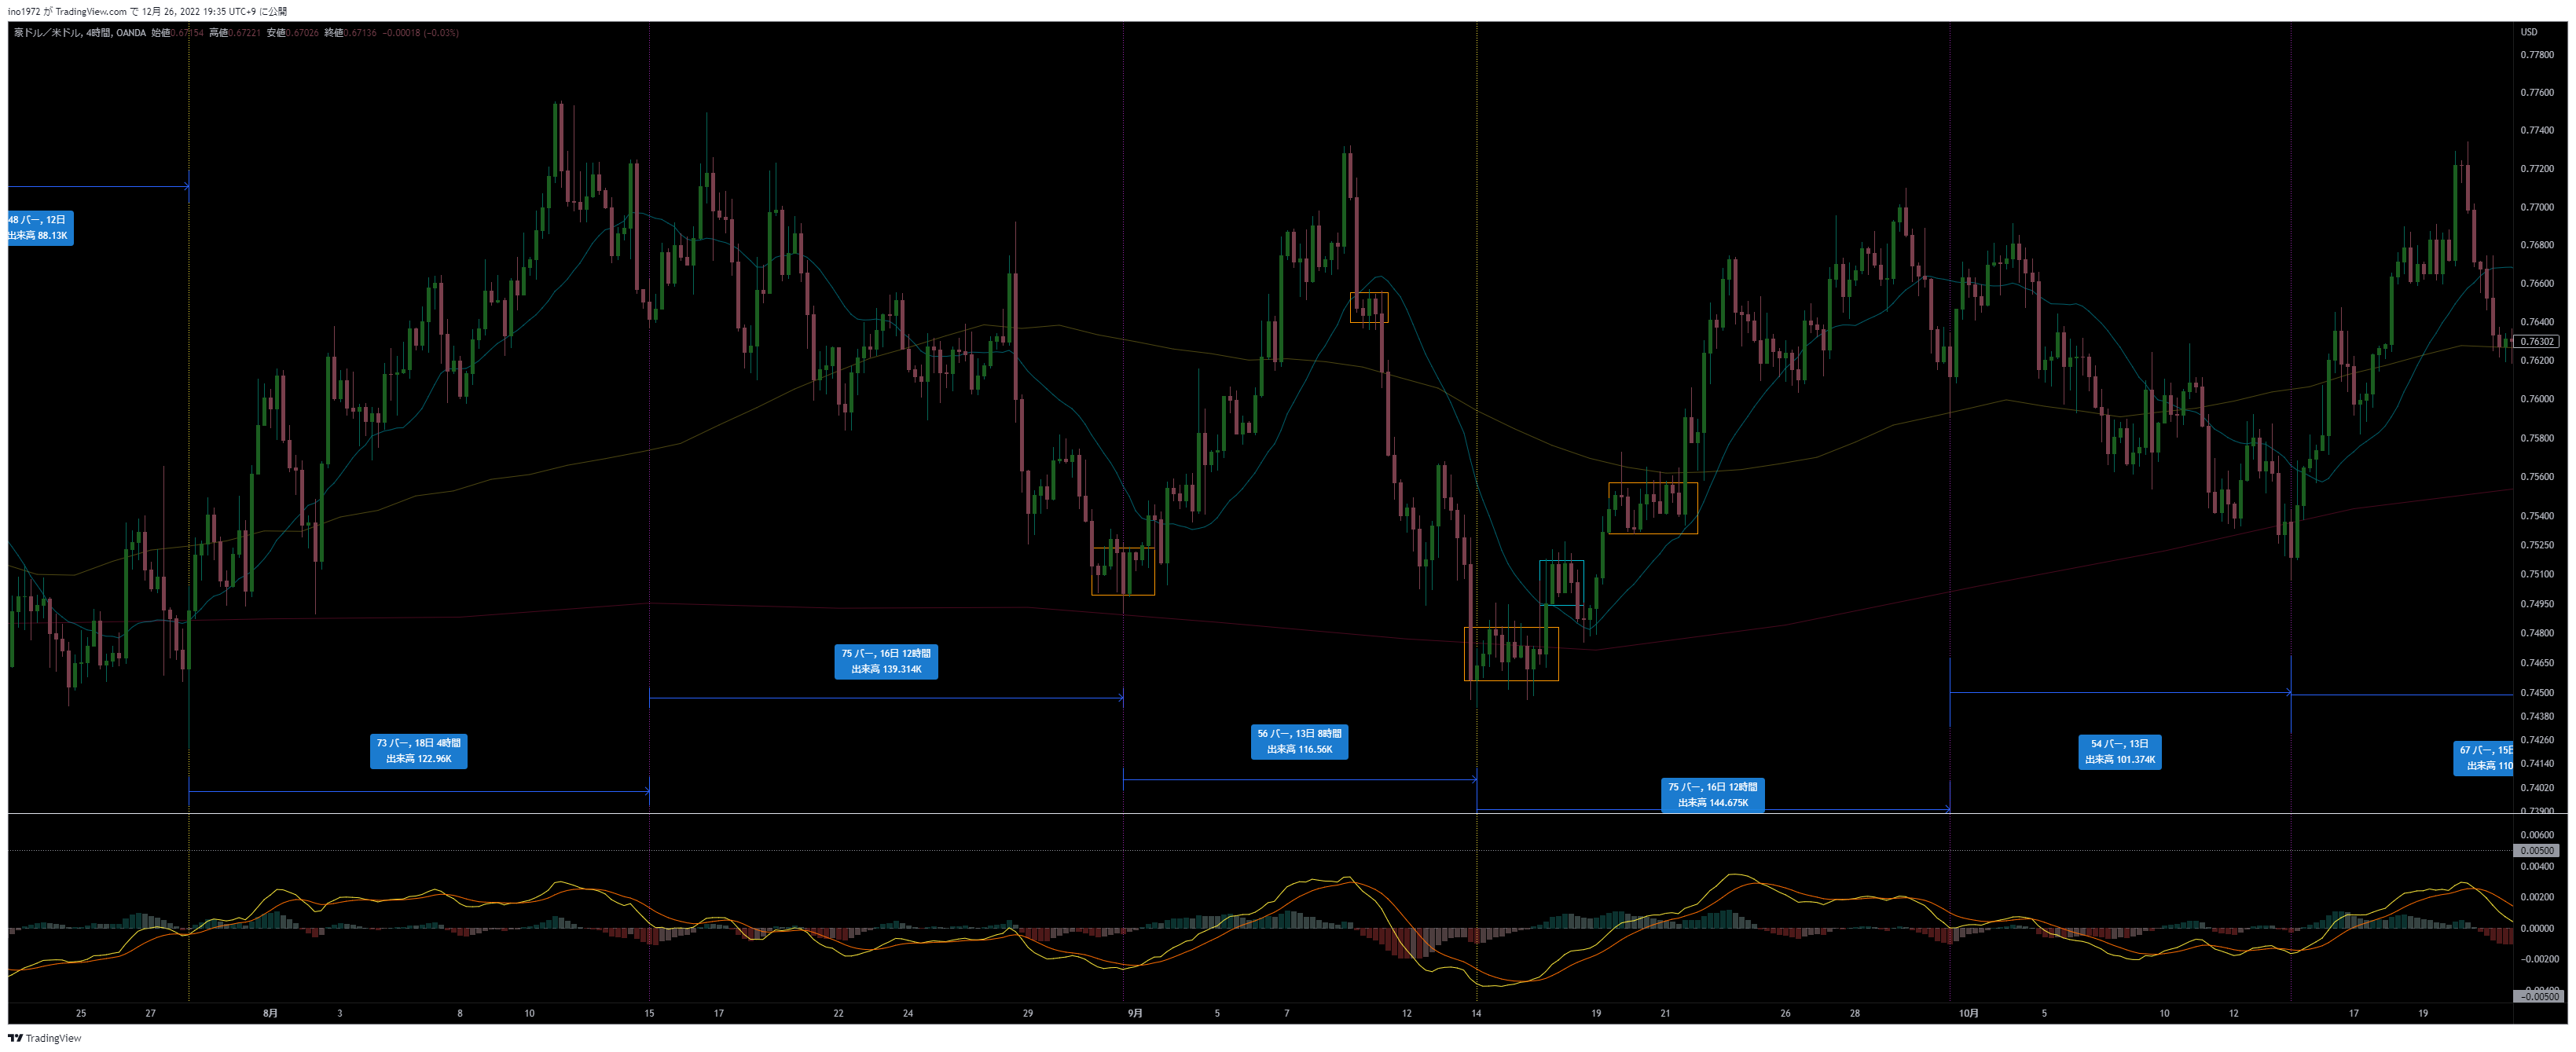 ino1972 が TradingView.com で 12月 26, 2022 19:35 UTC+9 に公開
豪ドル／米ドル, 4時間, OANDA 始値0.67154 高値0.67221 安値0.67026 終値0.67136 −0.00018 (−0.03%)
USD
0.77800
0.77600
0.77400
0.77200
0.77000
0.76800
0.76600
0.76400
0.76302
0.76200
0.76000
0.75800
0.75600
0.75400
0.75250
0.75100
0.74950
0.74800
0.74650
0.74500
0.74380
0.74260
0.74140
0.74020
0.73900
48 バー, 12日
出来高 88.13K
75 バー, 16日 12時間
出来高 139.314K
73 バー, 18日 4時間
出来高 122.96K
56 バー, 13日 8時間
出来高 116.56K
75 バー, 16日 12時間
出来高 144.675K
54 バー, 13日
出来高 101.374K
67 バー, 15日
出来高 110
0.00600
0.00500
0.00400
0.00200
0.00000
−0.00200
−0.00400
−0.00500
25 27 8月 3 8 10 15 17 22 24 29 9月 5 7 12 14 19 21 26 28 10月 5 10 12 17 19
TradingView